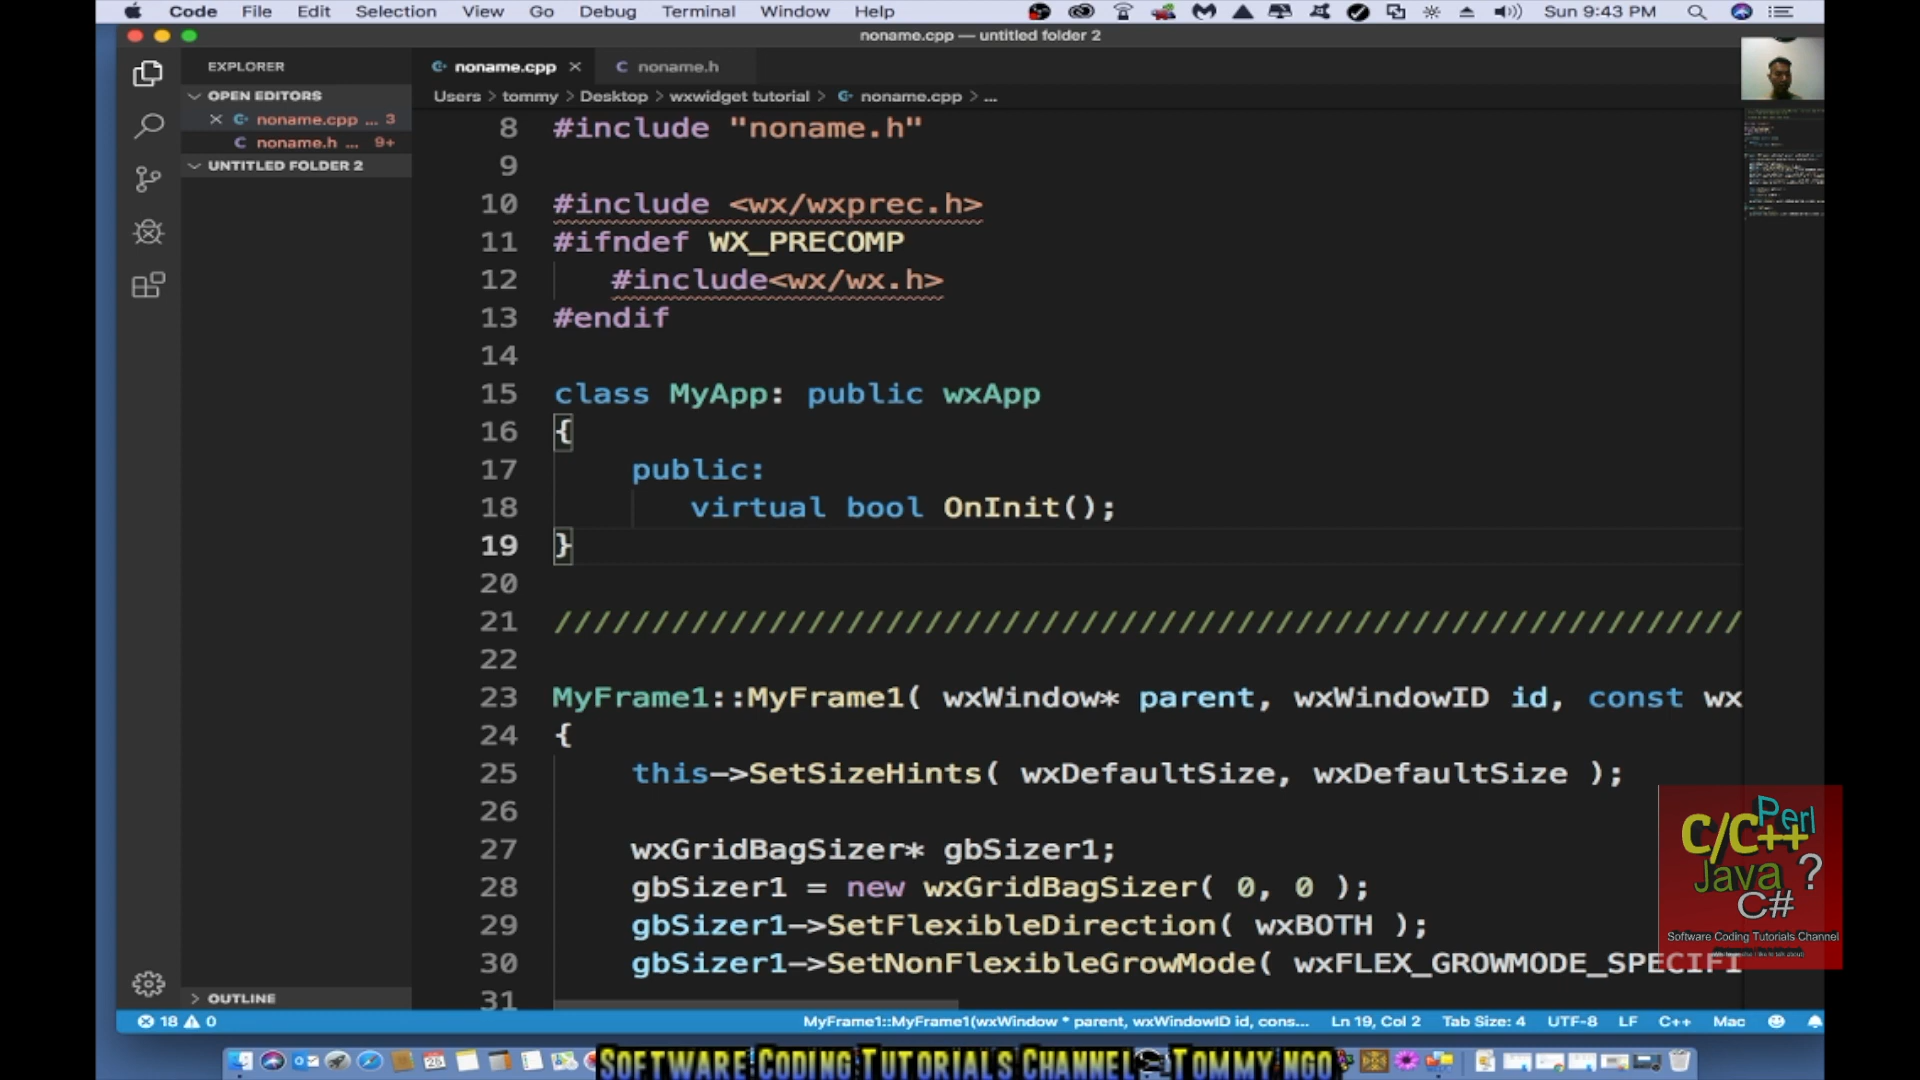 Code File Edit Selection View Go Debug Terminal Window Help Sun 9:43 PM
noname.cpp — untitled folder 2
EXPLORER
noname.cpp
noname.h
OPEN EDITORS
noname.cpp ... 3
noname.h ... 9+
UNTITLED FOLDER 2
Users > tommy > Desktop > wxwidget tutorial > noname.cpp > ...
8 #include "noname.h"
9
10 #include <wx/wxprec.h>
11 #ifndef WX_PRECOMP
12 #include<wx/wx.h>
13 #endif
14
15 class MyApp: public wxApp
16 {
17 public:
18 virtual bool OnInit();
19 }
20
21 /////////////////////////////////////////////////////////////
22
23 MyFrame1::MyFrame1( wxWindow* parent, wxWindowID id, const wx
24 {
25 this->SetSizeHints( wxDefaultSize, wxDefaultSize );
26
27 wxGridBagSizer* gbSizer1;
28 gbSizer1 = new wxGridBagSizer( 0, 0 );
29 gbSizer1->SetFlexibleDirection( wxBOTH );
30 gbSizer1->SetNonFlexibleGrowMode( wxFLEX_GROWMODE_SPECIFI
31
OUTLINE
C/C++ Perl
Java ?
C#
Software Coding Tutorials Channel
18 0 MyFrame1::MyFrame1(wxWindow * parent, wxWindowID id, cons... Ln 19, Col 2 Tab Size: 4 UTF-8 LF C++ Mac
Software Coding Tutorials Channel - Tommy ngo